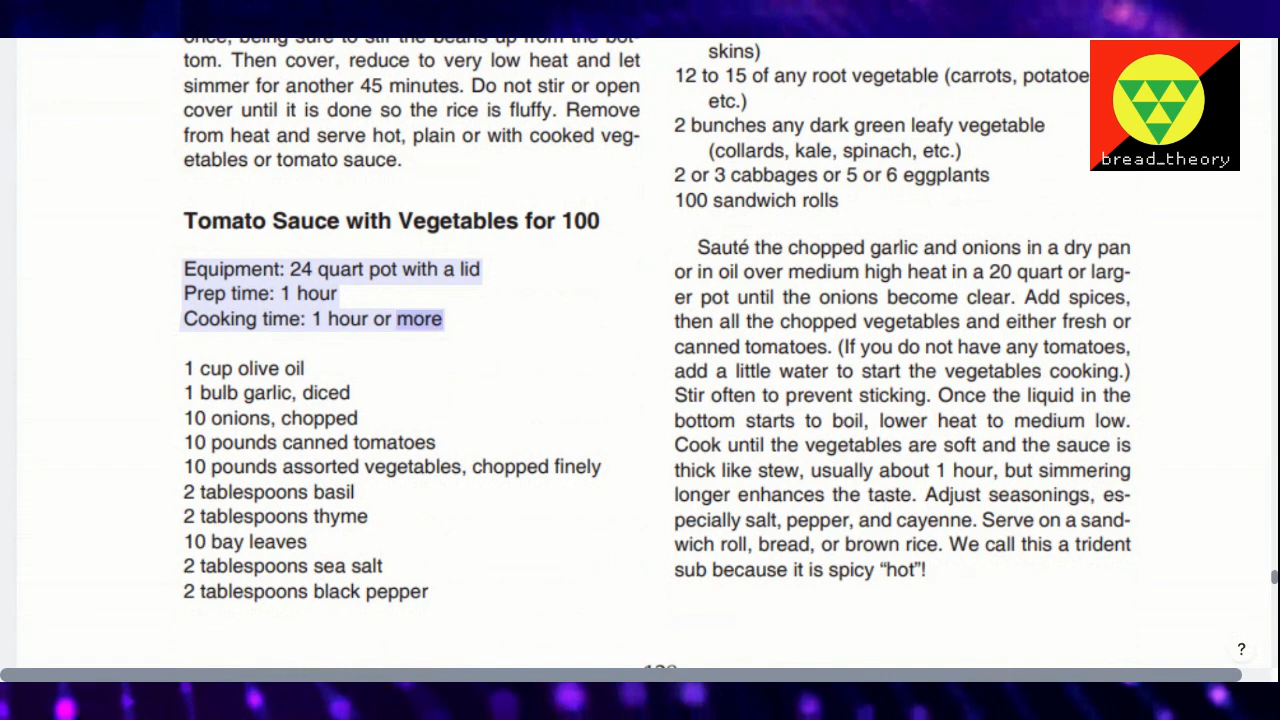 once, being sure to stir the beans up from the bot-
tom. Then cover, reduce to very low heat and let
simmer for another 45 minutes. Do not stir or open
cover until it is done so the rice is fluffy. Remove
from heat and serve hot, plain or with cooked veg-
etables or tomato sauce.
Tomato Sauce with Vegetables for 100
Equipment: 24 quart pot with a lid
Prep time: 1 hour
Cooking time: 1 hour or more
1 cup olive oil
1 bulb garlic, diced
10 onions, chopped
10 pounds canned tomatoes
10 pounds assorted vegetables, chopped finely
2 tablespoons basil
2 tablespoons thyme
10 bay leaves
2 tablespoons sea salt
2 tablespoons black pepper
skins)
12 to 15 of any root vegetable (carrots, potatoe
etc.)
2 bunches any dark green leafy vegetable
(collards, kale, spinach, etc.)
2 or 3 cabbages or 5 or 6 eggplants
100 sandwich rolls
Sauté the chopped garlic and onions in a dry pan
or in oil over medium high heat in a 20 quart or larg-
er pot until the onions become clear. Add spices,
then all the chopped vegetables and either fresh or
canned tomatoes. (If you do not have any tomatoes,
add a little water to start the vegetables cooking.)
Stir often to prevent sticking. Once the liquid in the
bottom starts to boil, lower heat to medium low.
Cook until the vegetables are soft and the sauce is
thick like stew, usually about 1 hour, but simmering
longer enhances the taste. Adjust seasonings, es-
pecially salt, pepper, and cayenne. Serve on a sand-
wich roll, bread, or brown rice. We call this a trident
sub because it is spicy “hot”!
bread_theory
?